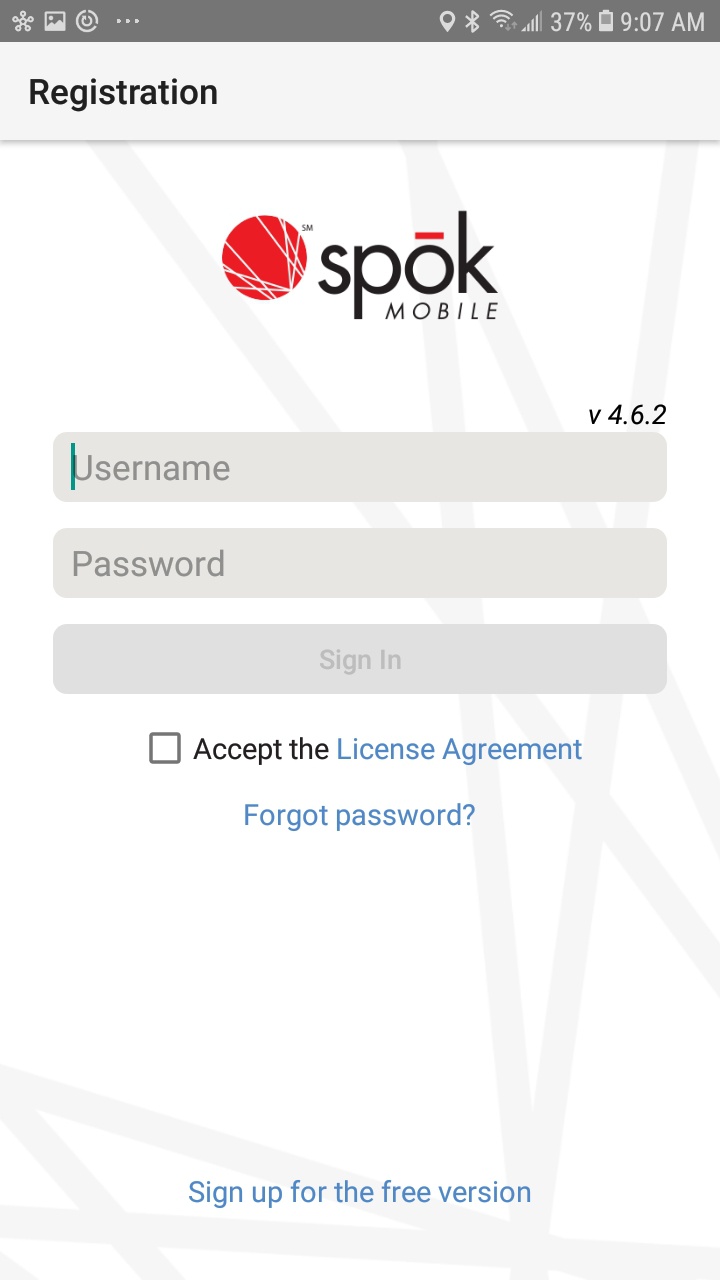 37% 9:07 AM
Registration
SM
spōk
MOBILE
v 4.6.2
Username
Password
Sign In
Accept the License Agreement
Forgot password?
Sign up for the free version